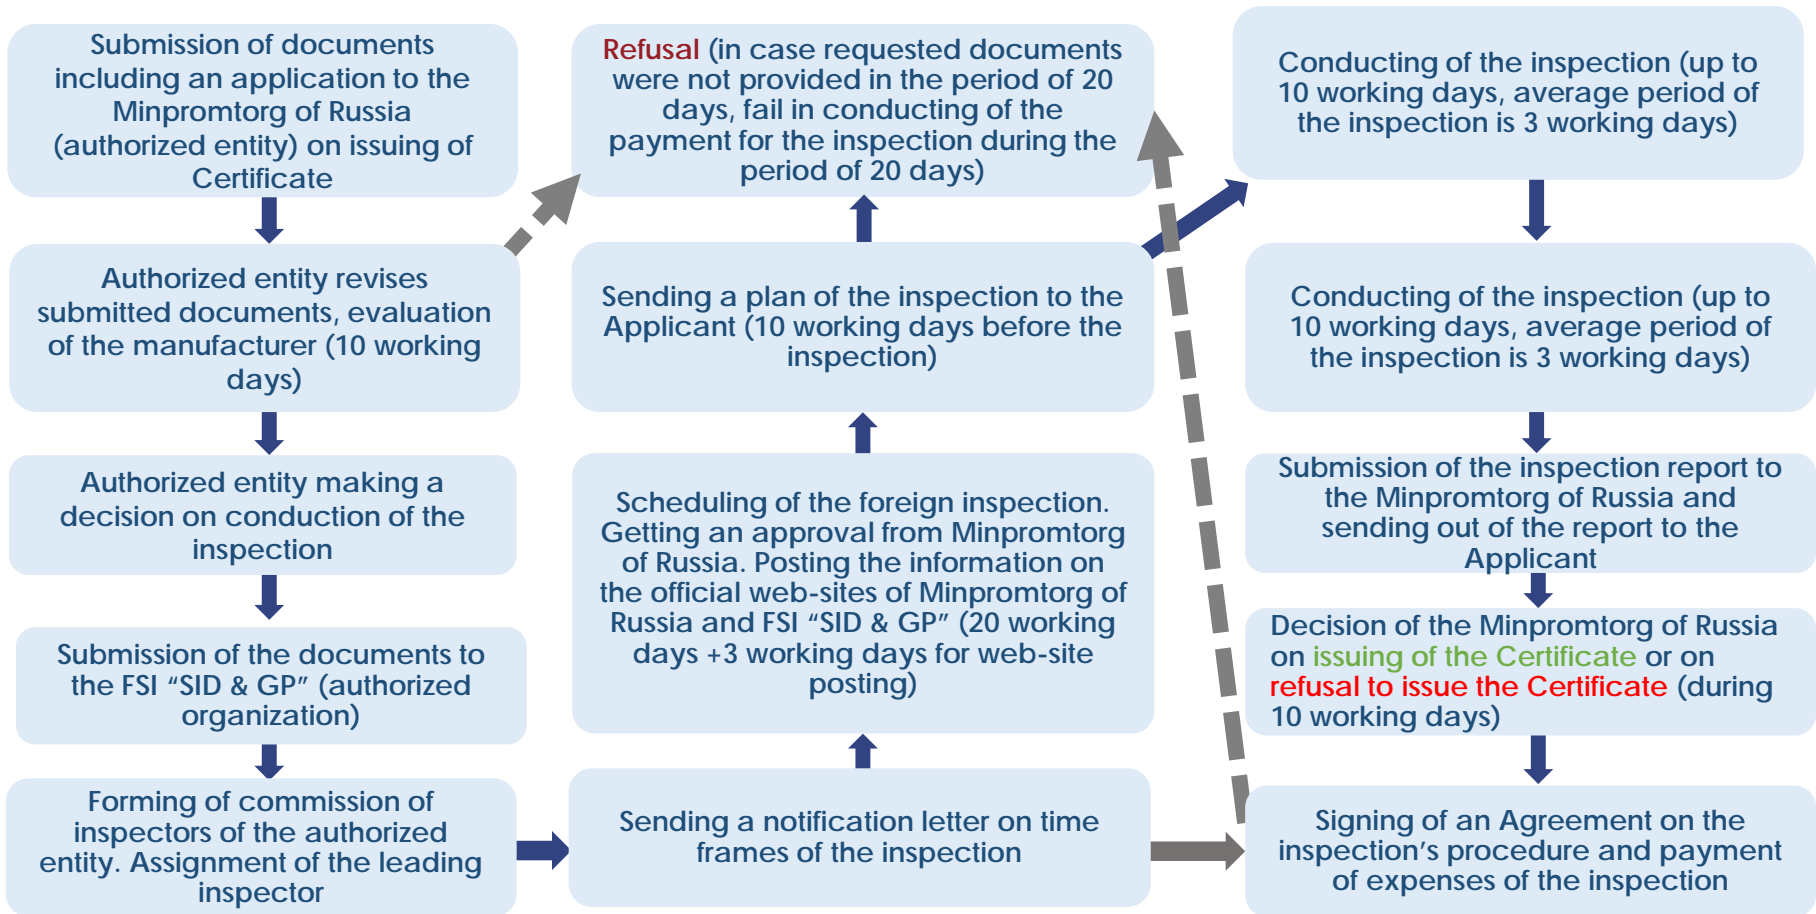 Submission of documents
including an application to the
Minpromtorg of Russia
(authorized entity) on issuing of
Certificate
Authorized entity revises
submitted documents, evaluation
of the manufacturer (10 working
days)
Authorized entity making a
decision on conduction of the
inspection
Submission of the documents to
the FSI “SID & GP” (authorized
organization)
Forming of commission of
inspectors of the authorized
entity. Assignment of the leading
inspector
Refusal (in case requested documents
were not provided in the period of 20
days, fail in conducting of the
payment for the inspection during the
period of 20 days)
Sending a plan of the inspection to the
Applicant (10 working days before the
inspection)
Scheduling of the foreign inspection.
Getting an approval from Minpromtorg
of Russia. Posting the information on
the official web-sites of Minpromtorg of
Russia and FSI “SID & GP” (20 working
days +3 working days for web-site
posting)
Sending a notification letter on time
frames of the inspection
Conducting of the inspection (up to
10 working days, average period of
the inspection is 3 working days)
Conducting of the inspection (up to
10 working days, average period of
the inspection is 3 working days)
Submission of the inspection report to
the Minpromtorg of Russia and
sending out of the report to the
Applicant
Decision of the Minpromtorg of Russia
on issuing of the Certificate or on
refusal to issue the Certificate (during
10 working days)
Signing of an Agreement on the
inspection’s procedure and payment
of expenses of the inspection